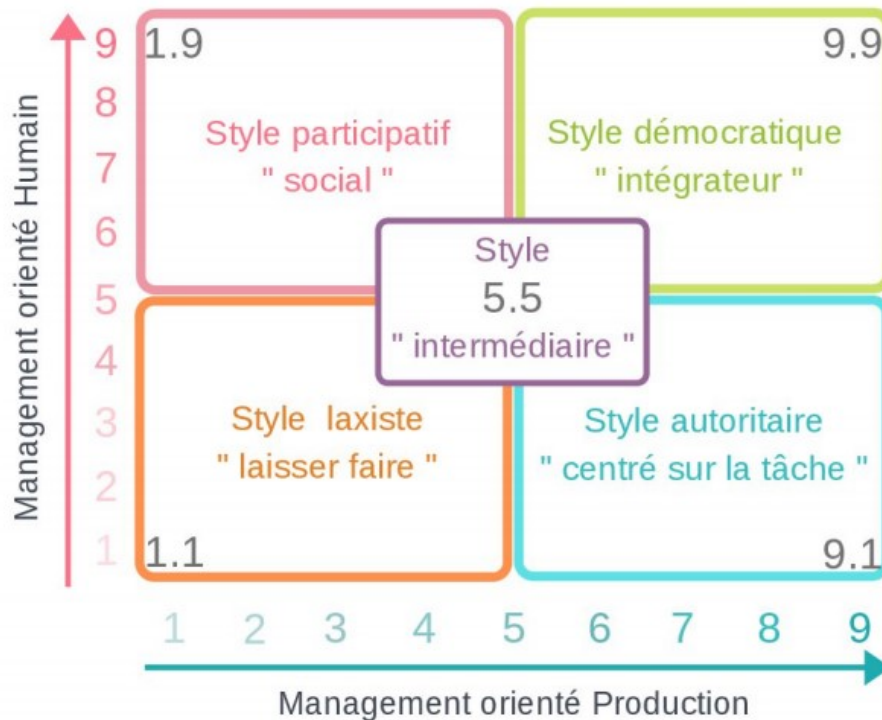 Management orienté Humain
9
8
7
6
5
4
3
2
1
1.9
Style participatif
" social "
9.9
Style démocratique
" intégrateur "
Style
5.5
" intermédiaire "
Style laxiste
" laisser faire "
1.1
Style autoritaire
" centré sur la tâche "
9.1
1 2 3 4 5 6 7 8 9
Management orienté Production